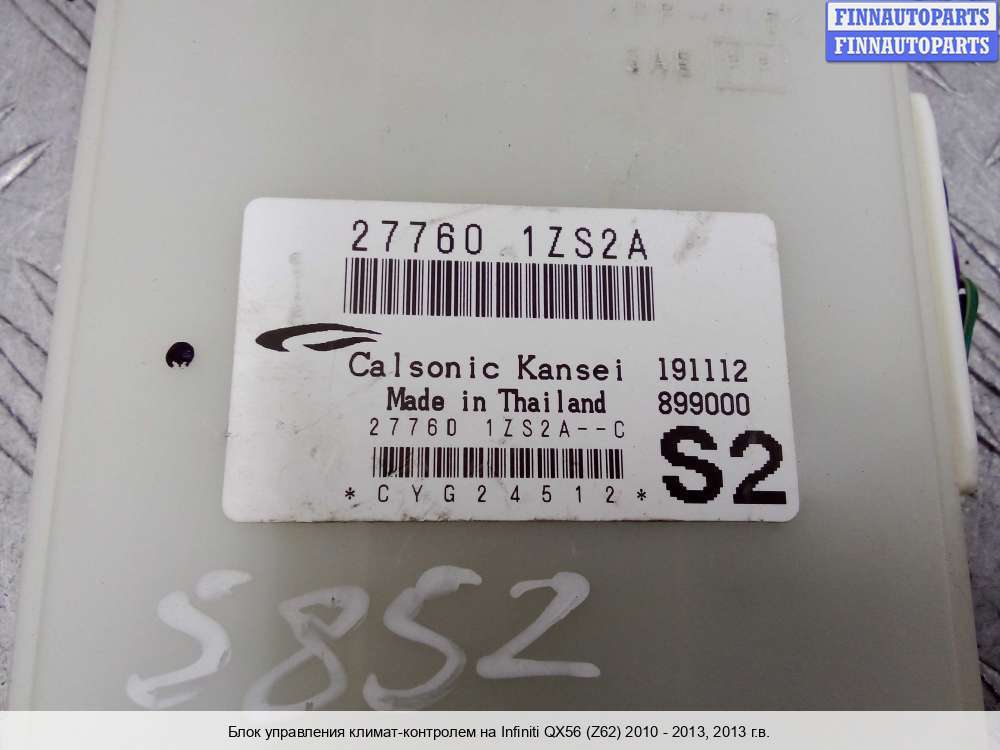 FINNAUTOPARTS
FINNAUTOPARTS
27760 1ZS2A
Calsonic Kansei 191112
Made in Thailand 899000
27760 1ZS2A--C
*CYG24512*
S2
5852
Блок управления климат-контролем на Infiniti QX56 (Z62) 2010 - 2013, 2013 г.в.